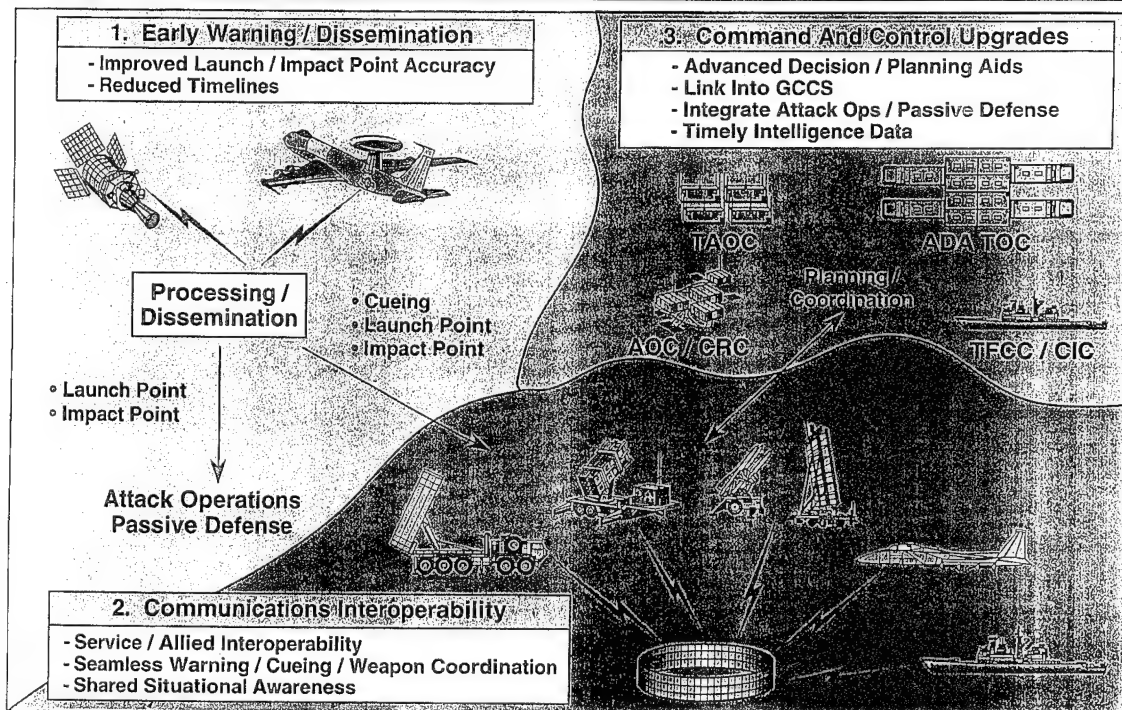 1. Early Warning / Dissemination
- Improved Launch / Impact Point Accuracy
- Reduced Timelines
3. Command And Control Upgrades
- Advanced Decision / Planning Aids
- Link Into GCCS
- Integrate Attack Ops / Passive Defense
- Timely Intelligence Data
TAOC
ADA TOC
Processing /
Dissemination
∘ Cueing
∘ Launch Point
∘ Impact Point
Planning /
Coordination
AOC / CRC
TFCC / CIC
∘ Launch Point
∘ Impact Point
Attack Operations
Passive Defense
2. Communications Interoperability
- Service / Allied Interoperability
- Seamless Warning / Cueing / Weapon Coordination
- Shared Situational Awareness